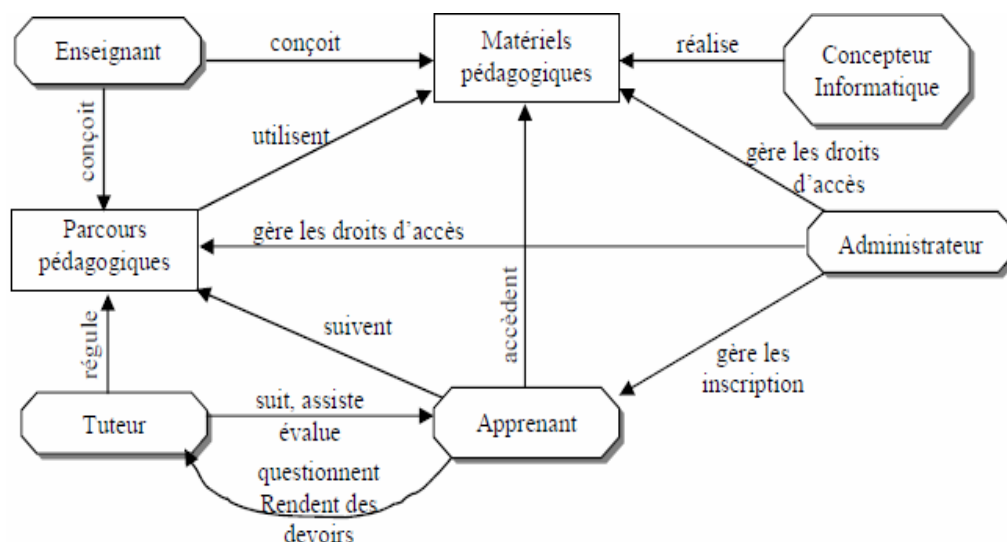 Enseignant
conçoit
Matériels
pédagogiques
réalise
Concepteur
Informatique
conçoit
utilisent
gère les droits
d'accès
Parcours
pédagogiques
gère les droits d'accès
Administrateur
accèdent
suivent
régule
gère les
inscription
Tuteur
suit, assiste
évalue
Apprenant
questionnent
Rendent des
devoirs